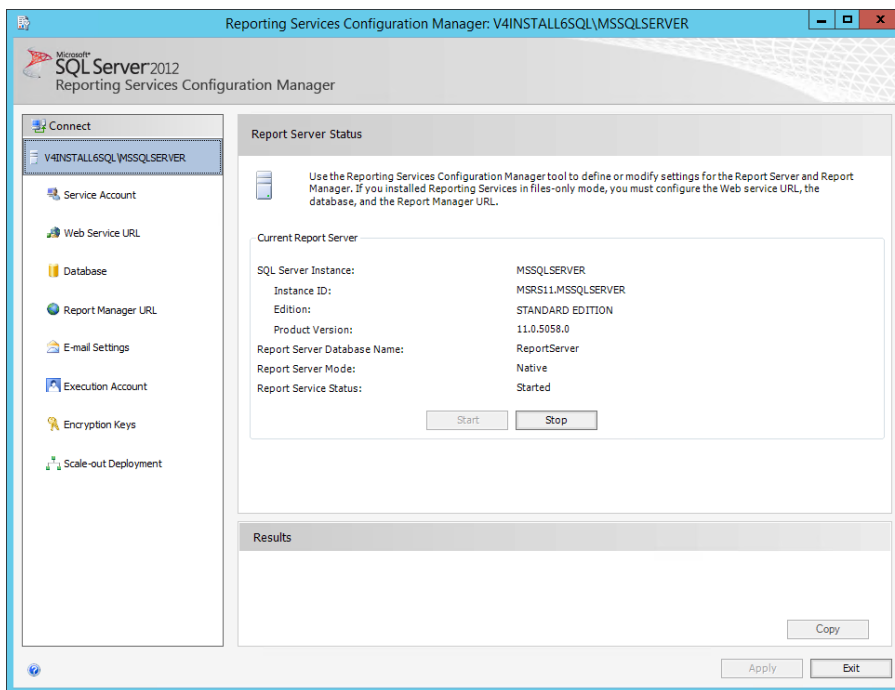 Reporting Services Configuration Manager: V4INSTALL6SQL\MSSQLSERVER
Microsoft®
SQL Server 2012
Reporting Services Configuration Manager
Connect
V4INSTALL6SQL\MSSQLSERVER
Service Account
Web Service URL
Database
Report Manager URL
E-mail Settings
Execution Account
Encryption Keys
Scale-out Deployment
Report Server Status
Use the Reporting Services Configuration Manager tool to define or modify settings for the Report Server and Report
Manager. If you installed Reporting Services in files-only mode, you must configure the Web service URL, the
database, and the Report Manager URL.
Current Report Server
SQL Server Instance: MSSQLSERVER
Instance ID: MSRS11.MSSQLSERVER
Edition: STANDARD EDITION
Product Version: 11.0.5058.0
Report Server Database Name: ReportServer
Report Server Mode: Native
Report Service Status: Started
Start Stop
Results
Copy
Apply Exit